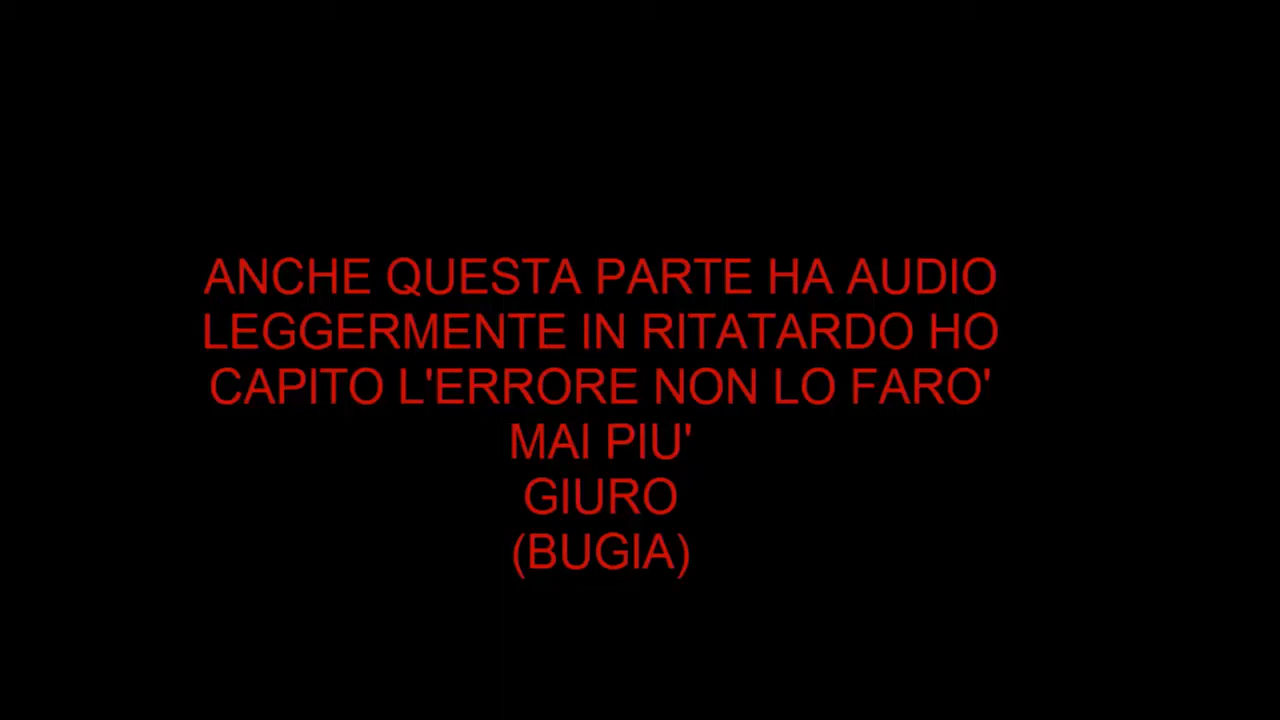 ANCHE QUESTA PARTE HA AUDIO
LEGGERMENTE IN RITATARDO HO
CAPITO L'ERRORE NON LO FARO'
MAI PIU'
GIURO
(BUGIA)